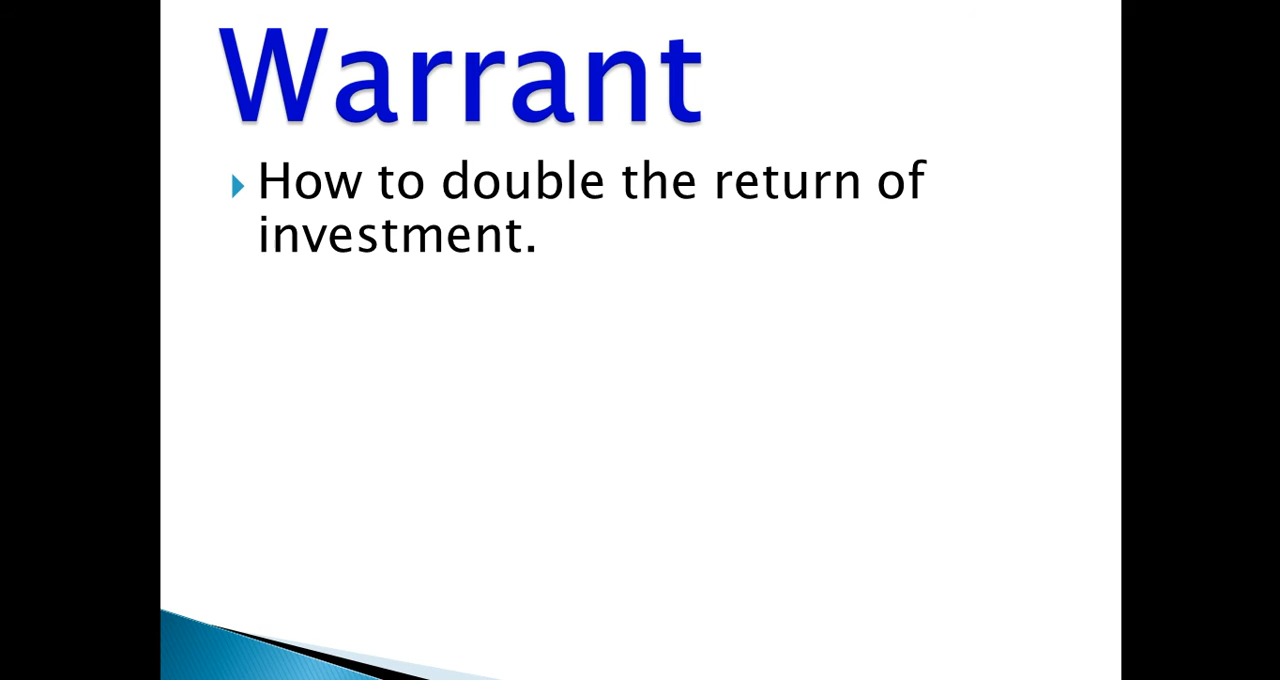 Warrant
How to double the return of
investment.